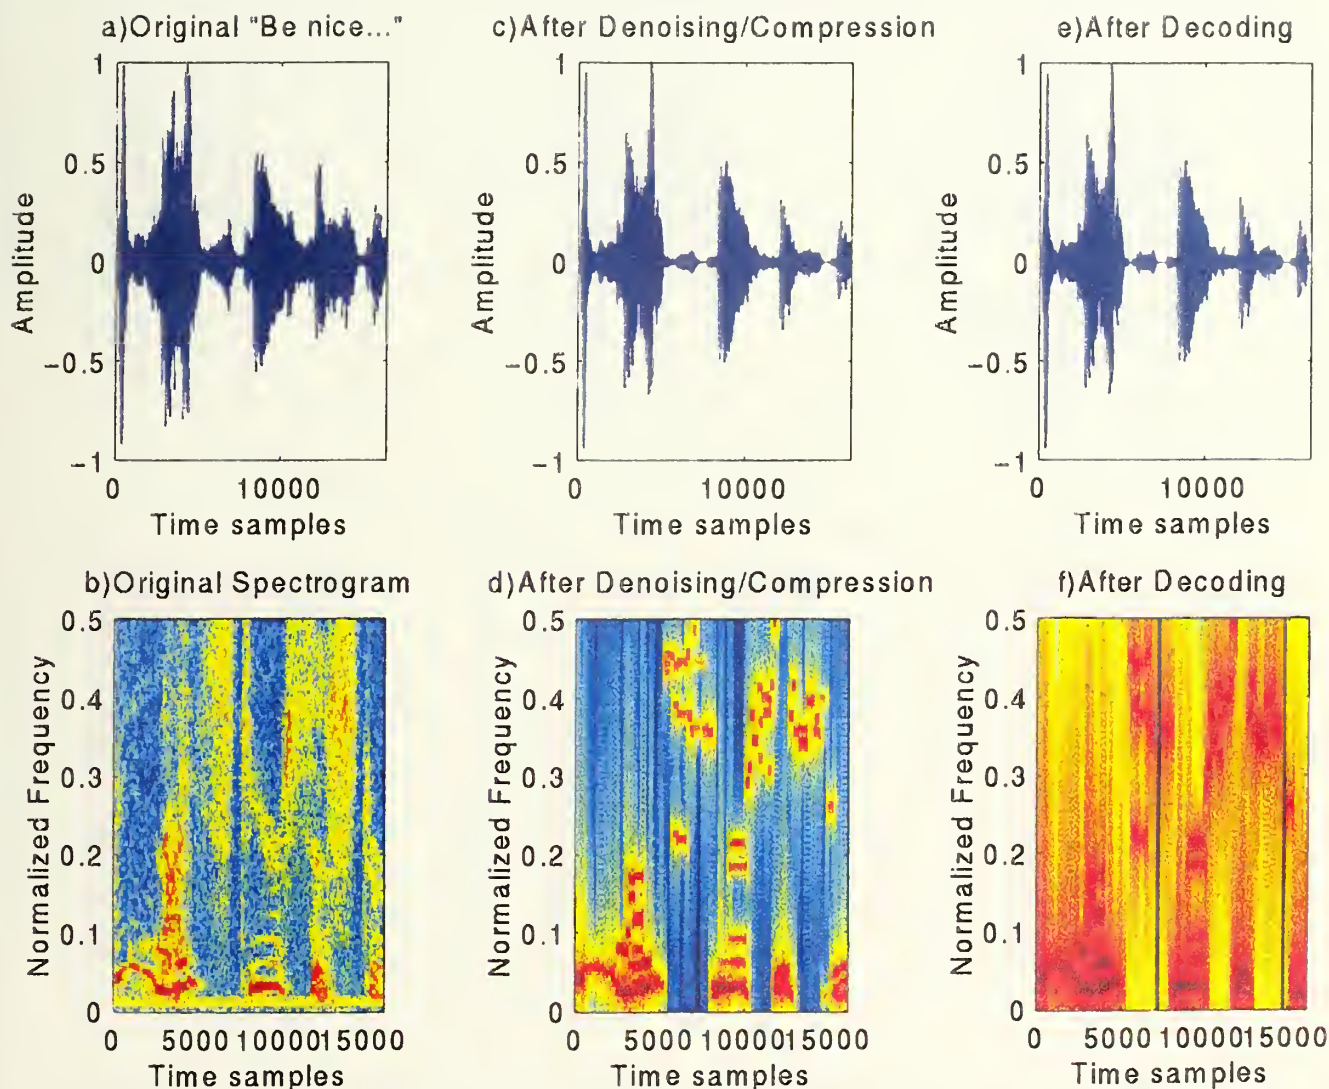 a)Original "Be nice..."
1
0.5
0
−0.5
−1
Amplitude
0 10000
Time samples
c)After Denoising/Compression
1
0.5
0
−0.5
−1
Amplitude
0 10000
Time samples
e)After Decoding
1
0.5
0
−0.5
−1
Amplitude
0 10000
Time samples
b)Original Spectrogram
0.5
0.4
0.3
0.2
0.1
0
Normalized Frequency
0 5000 10000 15000
Time samples
d)After Denoising/Compression
0.5
0.4
0.3
0.2
0.1
0
Normalized Frequency
0 5000 10000 15000
Time samples
f)After Decoding
0.5
0.4
0.3
0.2
0.1
0
Normalized Frequency
0 5000 10000 15000
Time samples